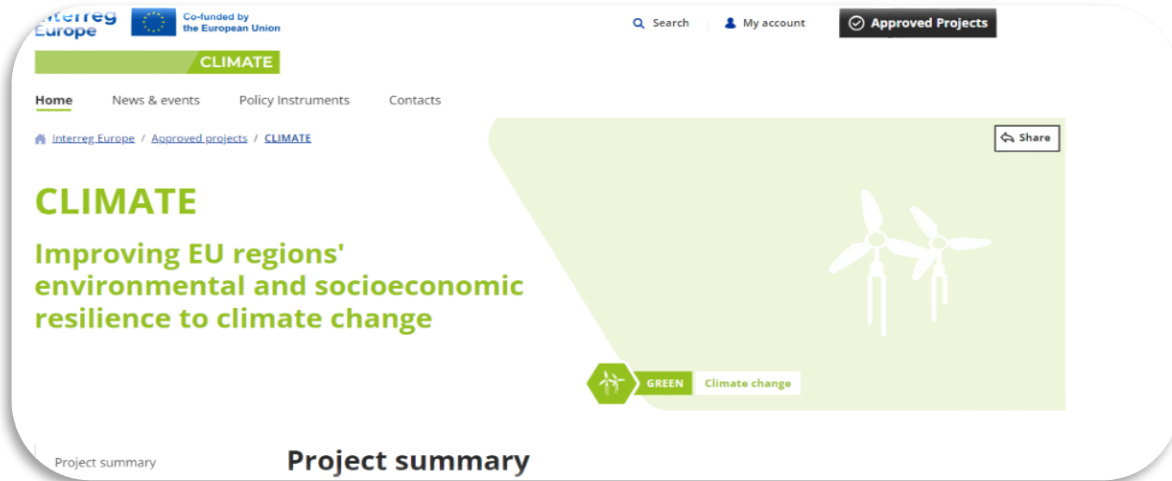 Interreg
Europe
Co-funded by
the European Union
Search
My account
Approved Projects
CLIMATE
Home
News & events
Policy Instruments
Contacts
Interreg Europe / Approved projects / CLIMATE
Share
CLIMATE
Improving EU regions'
environmental and socioeconomic
resilience to climate change
GREEN
Climate change
Project summary
Project summary